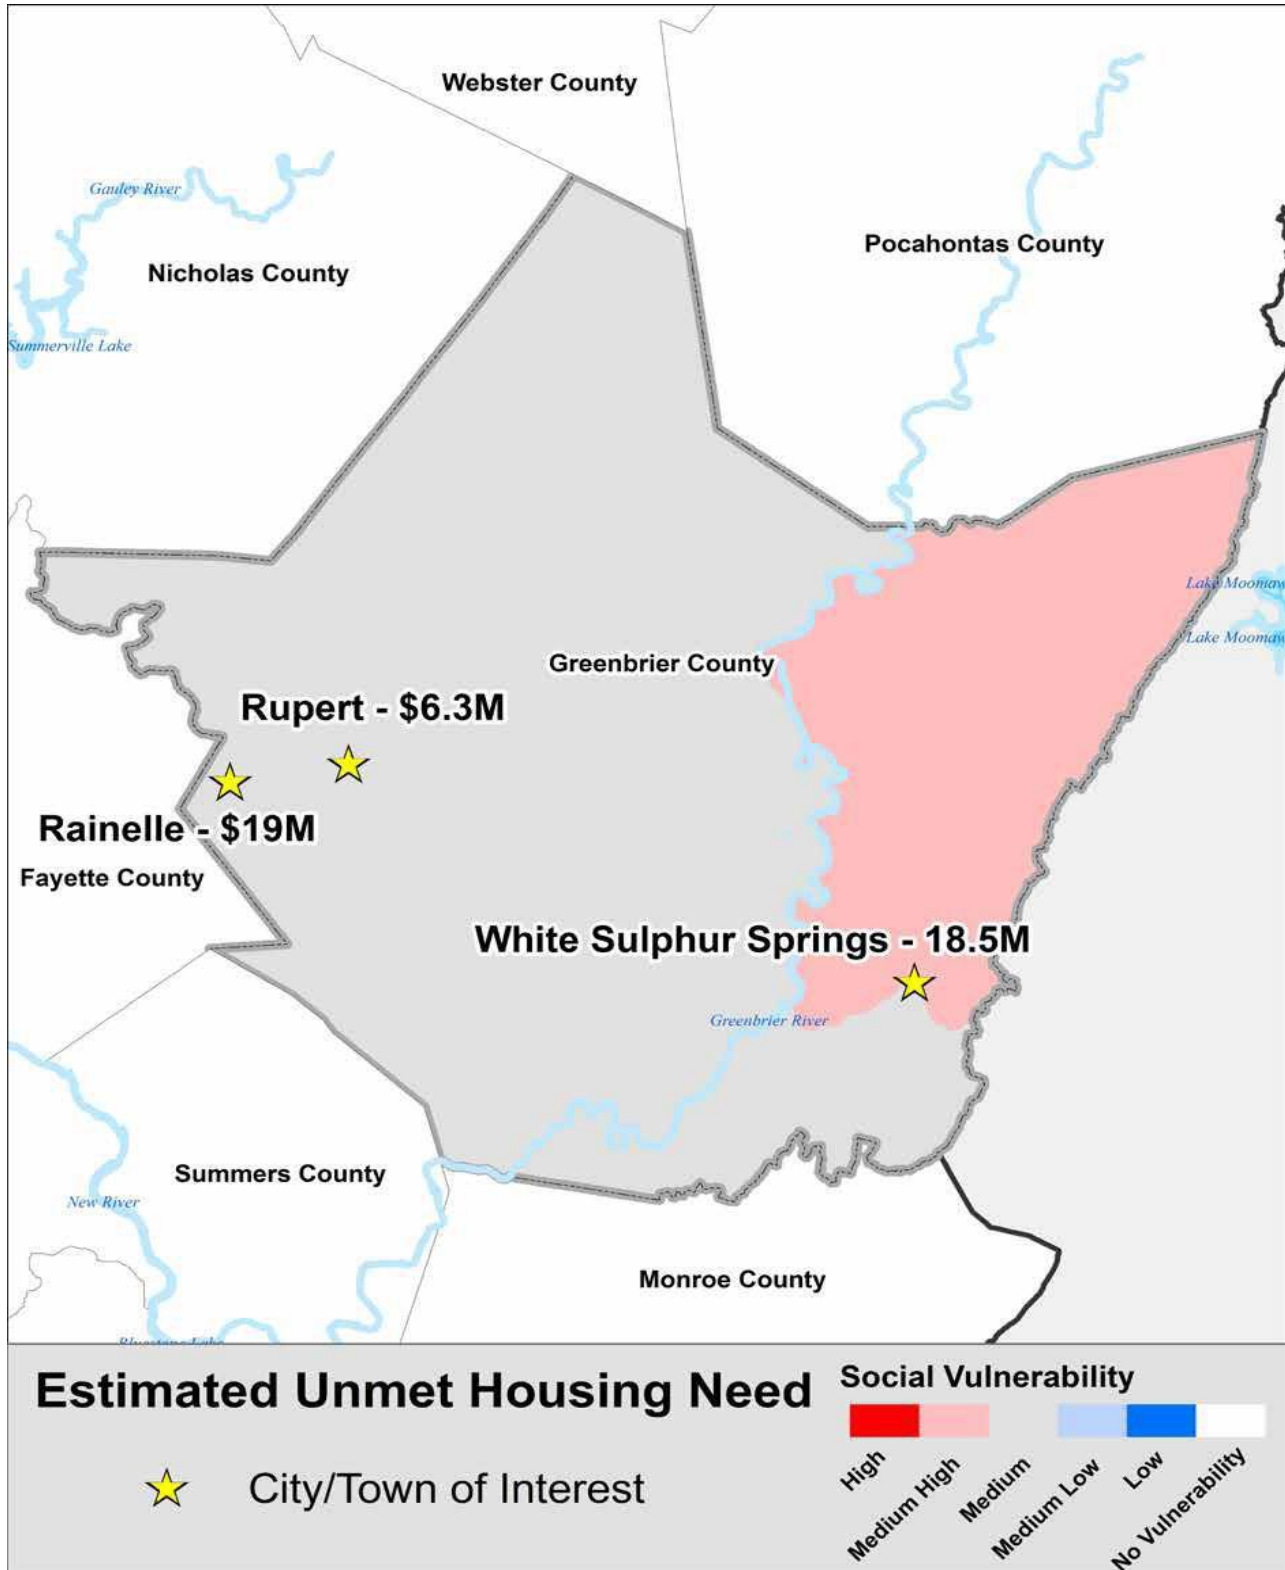 Webster County
Gauley River
Pocahontas County
Nicholas County
Summerville Lake
Lake Moomaw
Lake Moomaw
Greenbrier County
Rupert - $6.3M
Rainelle - $19M
Fayette County
White Sulphur Springs - 18.5M
Greenbrier River
Summers County
New River
Monroe County
Bluestone Lake
Estimated Unmet Housing Need
City/Town of Interest
Social Vulnerability
High
Medium High
Medium
Medium Low
Low
No Vulnerability